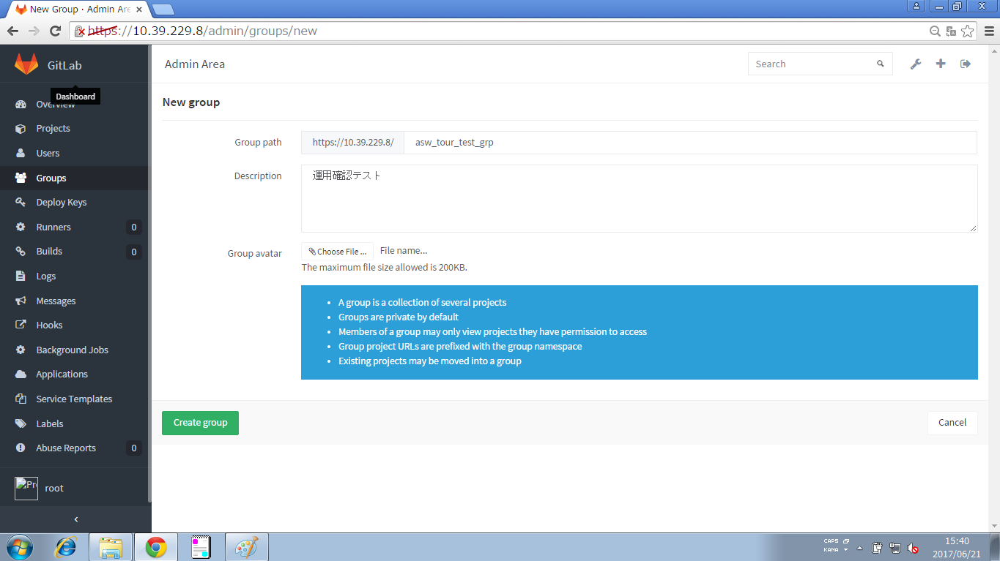 New Group · Admin Are
https://10.39.229.8/admin/groups/new
GitLab
Admin Area
Search
Dashboard
Overview
Projects
Users
Groups
Deploy Keys
Runners 0
Builds 0
Logs
Messages
Hooks
Background Jobs
Applications
Service Templates
Labels
Abuse Reports 0
root
New group
Group path
https://10.39.229.8/ asw_tour_test_grp
Description
運用確認テスト
Group avatar
Choose File ... File name...
The maximum file size allowed is 200KB.
• A group is a collection of several projects
• Groups are private by default
• Members of a group may only view projects they have permission to access
• Group project URLs are prefixed with the group namespace
• Existing projects may be moved into a group
Create group
Cancel
CAPS
KANA
15:40
2017/06/21